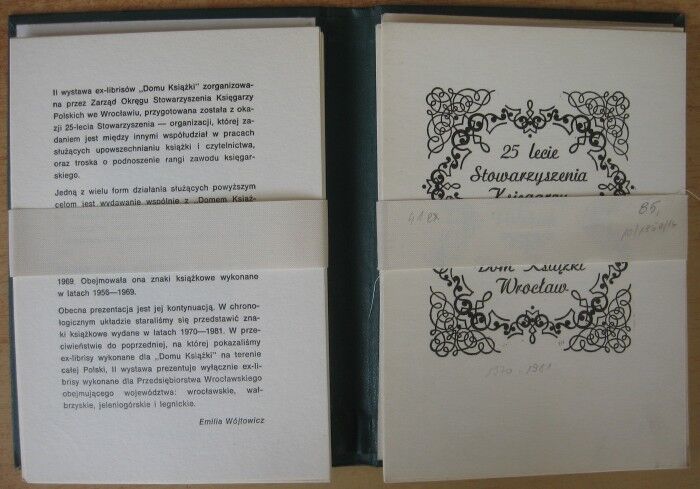 II wystawa ex-librisów „Domu Książki" zorganizowa-
na przez Zarząd Okręgu Stowarzyszenia Księgarzy
Polskich we Wrocławiu, przygotowana została z oka-
zji 25-lecia Stowarzyszenia — organizacji, której za-
daniem jest między innymi współudział w pracach
służących upowszechnianiu książki i czytelnictwa,
oraz troska o podnoszenie rangi zawodu księgar-
skiego.
Jedną z wielu form działania służących powyższym
celom jest wydawanie wspólnie z „Domem Książ-
1969 Obejmowała ona znaki książkowe wykonane
w latach 1956—1969.
Obecna prezentacja jest jej kontynuacją. W chrono-
logicznym układzie staraliśmy się przedstawić zna-
ki książkowe wydane w latach 1970—1981. W prze-
ciwieństwie do poprzedniej, na której pokazaliśmy
ex-librisy wykonane dla „Domu Książki" na terenie
całej Polski, II wystawa prezentuje wyłącznie ex-li-
brisy wykonane dla Przedsiębiorstwa Wrocławskiego
obejmującego województwa: wrocławskie, wał-
brzyskie, jeleniogórskie i legnickie.
Emilia Wójtowicz
25 lecie
Stowarzyszenia
Księgarzy
41 ex
85,
Dom Książki
Wrocław
1970-1981